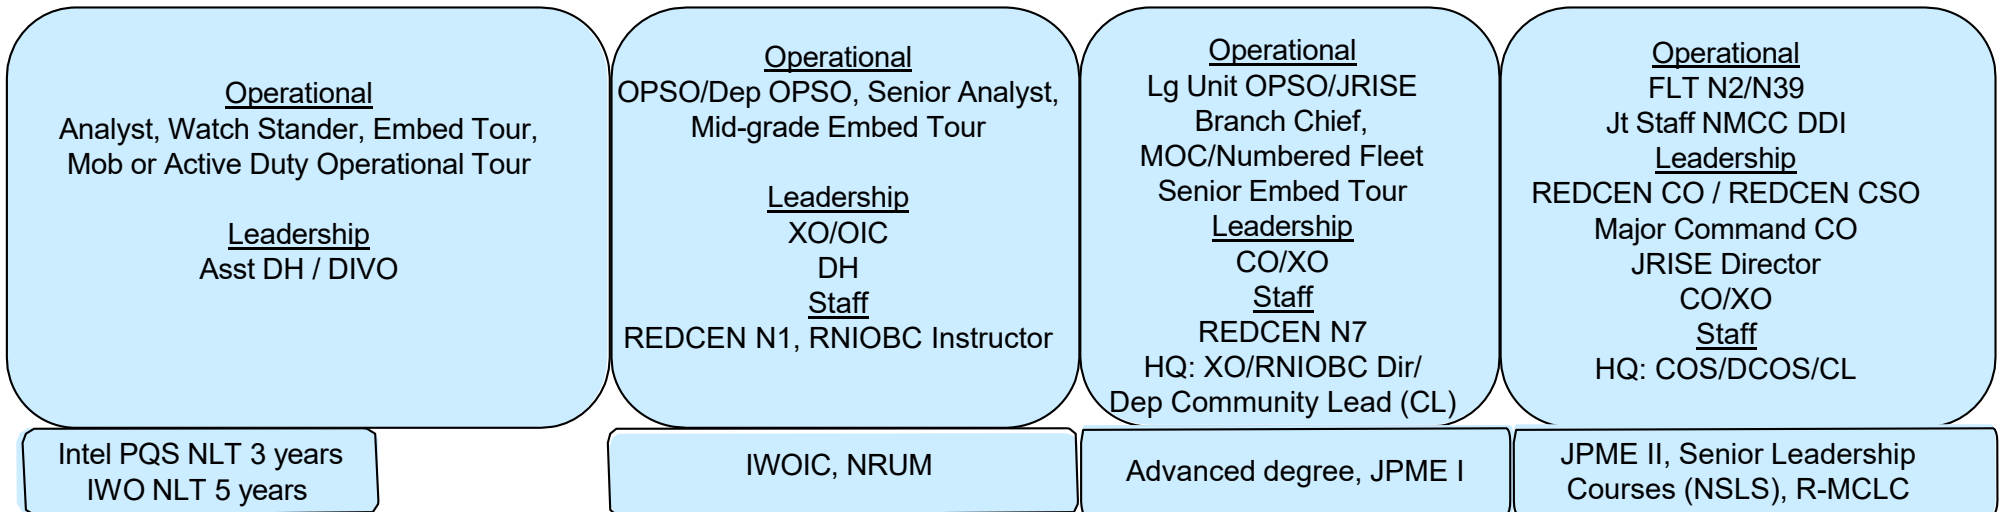 Operational
Analyst, Watch Stander, Embed Tour,
Mob or Active Duty Operational Tour
Leadership
Asst DH / DIVO
Intel PQS NLT 3 years
IWO NLT 5 years
Operational
OPSO/Dep OPSO, Senior Analyst,
Mid-grade Embed Tour
Leadership
XO/OIC
DH
Staff
REDCEN N1, RNIOBC Instructor
IWOIC, NRUM
Operational
Lg Unit OPSO/JRISE
Branch Chief,
MOC/Numbered Fleet
Senior Embed Tour
Leadership
CO/XO
Staff
REDCEN N7
HQ: XO/RNIOBC Dir/
Dep Community Lead (CL)
Advanced degree, JPME I
Operational
FLT N2/N39
Jt Staff NMCC DDI
Leadership
REDCEN CO / REDCEN CSO
Major Command CO
JRISE Director
CO/XO
Staff
HQ: COS/DCOS/CL
JPME II, Senior Leadership
Courses (NSLS), R-MCLC